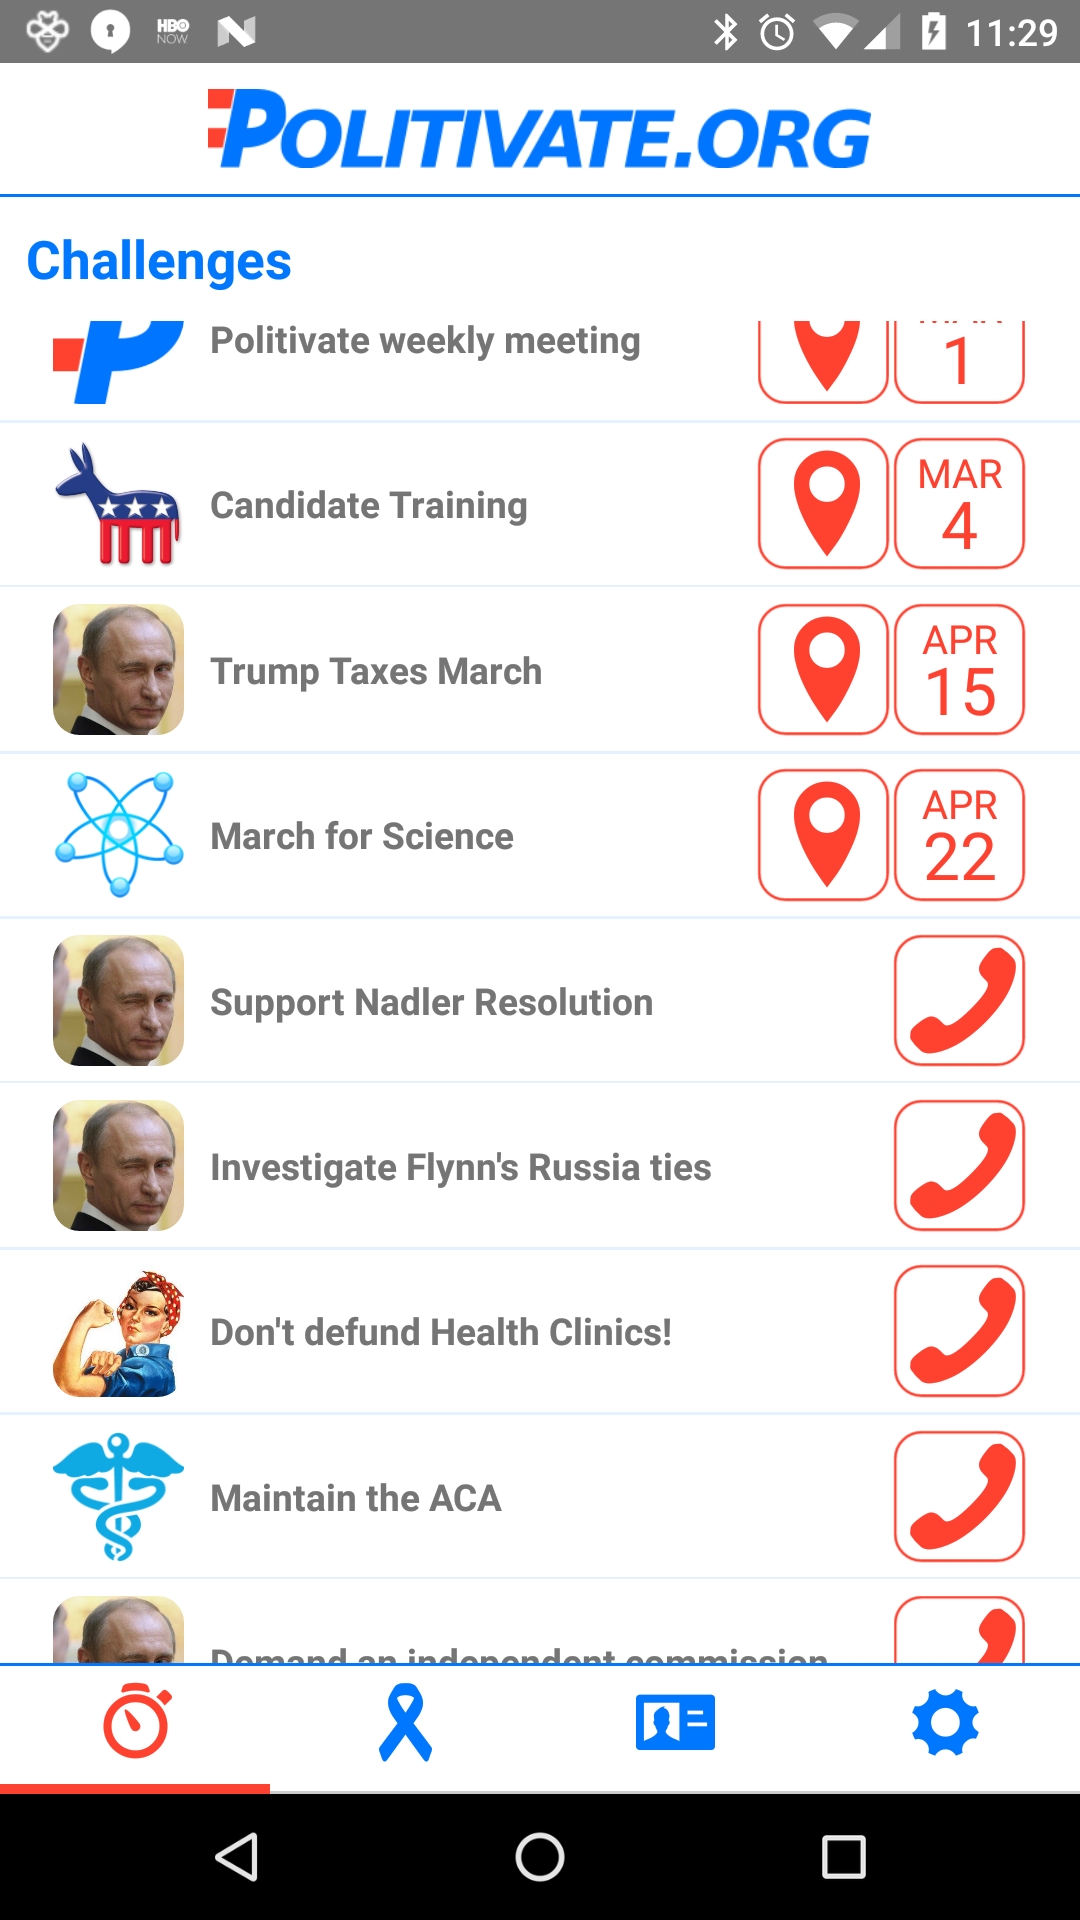 HBO
NOW
11:29
POLITIVATE.ORG
Challenges
Politivate weekly meeting
MAR
1
Candidate Training
MAR
4
Trump Taxes March
APR
15
March for Science
APR
22
Support Nadler Resolution
Investigate Flynn's Russia ties
Don't defund Health Clinics!
Maintain the ACA
Demand an independent commission